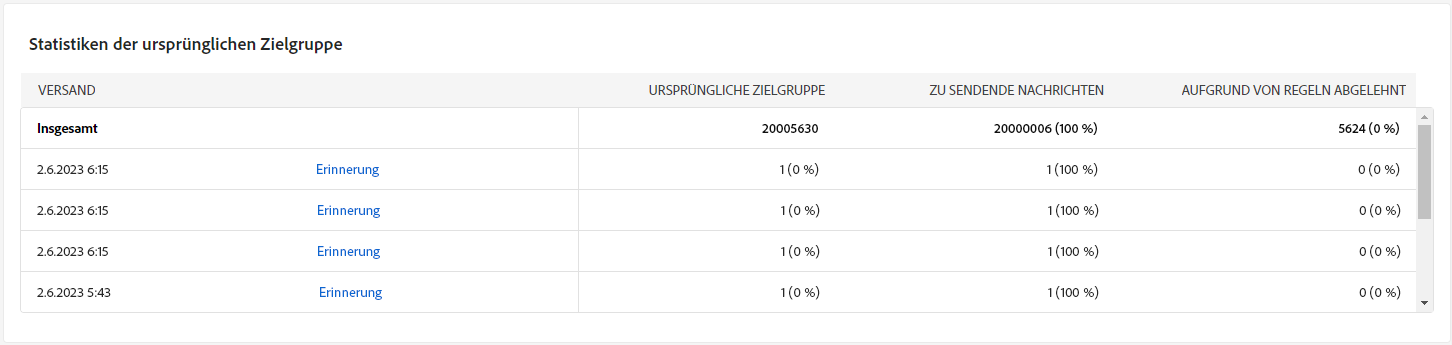 Statistiken der ursprünglichen Zielgruppe
VERSAND URSPRÜNGLICHE ZIELGRUPPE ZU SENDENDE NACHRICHTEN AUFGRUND VON REGELN ABGELEHNT
Insgesamt 20005630 20000006 (100 %) 5624 (0 %)
2.6.2023 6:15 Erinnerung 1 (0 %) 1 (100 %) 0 (0 %)
2.6.2023 6:15 Erinnerung 1 (0 %) 1 (100 %) 0 (0 %)
2.6.2023 6:15 Erinnerung 1 (0 %) 1 (100 %) 0 (0 %)
2.6.2023 5:43 Erinnerung 1 (0 %) 1 (100 %) 0 (0 %)